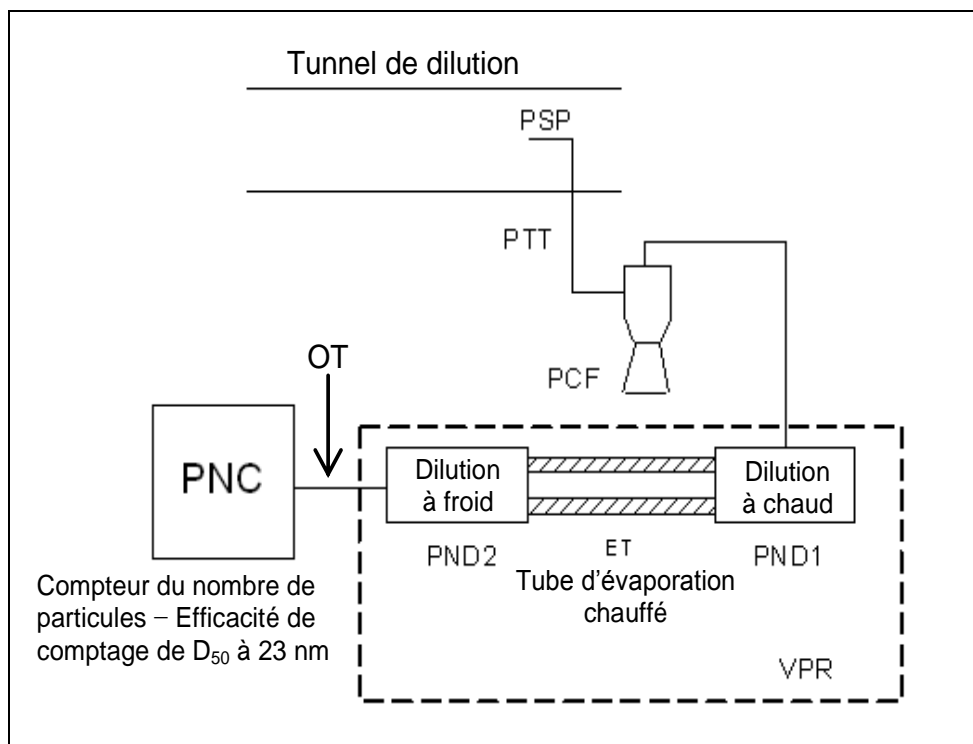 Tunnel de dilution
PSP
PTT
PCF
OT
PNC
Dilution
à froid
Dilution
à chaud
PND2
ET
PND1
Tube d'évaporation
chauffé
Compteur du nombre de
particules – Efficacité de
comptage de D₅₀ à 23 nm
VPR